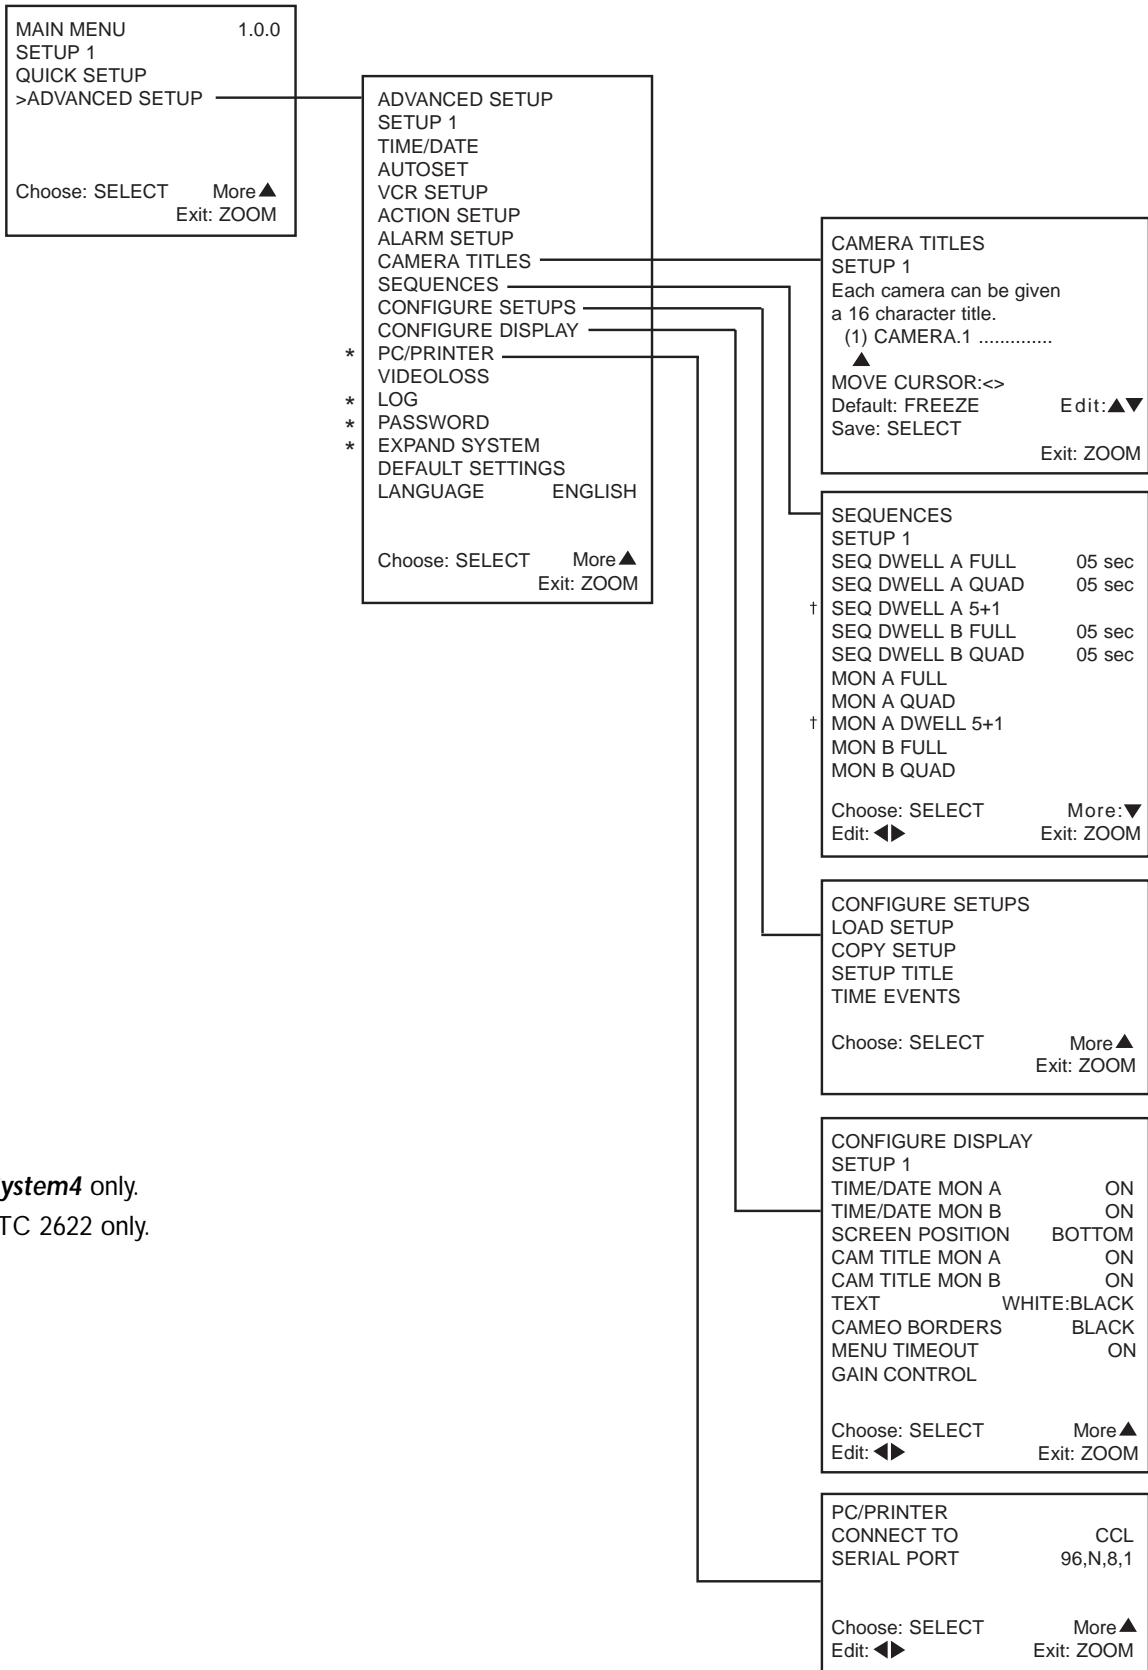 MAIN MENU 1.0.0
SETUP 1
QUICK SETUP
>ADVANCED SETUP
Choose: SELECT More▲
Exit: ZOOM
ADVANCED SETUP
SETUP 1
TIME/DATE
AUTOSET
VCR SETUP
ACTION SETUP
ALARM SETUP
CAMERA TITLES
SEQUENCES
CONFIGURE SETUPS
CONFIGURE DISPLAY
* PC/PRINTER
VIDEOLOSS
* LOG
* PASSWORD
* EXPAND SYSTEM
DEFAULT SETTINGS
LANGUAGE ENGLISH
Choose: SELECT More▲
Exit: ZOOM
CAMERA TITLES
SETUP 1
Each camera can be given
a 16 character title.
(1) CAMERA.1 ..............
▲
MOVE CURSOR:<>
Default: FREEZE Edit:▲▼
Save: SELECT
Exit: ZOOM
SEQUENCES
SETUP 1
SEQ DWELL A FULL 05 sec
SEQ DWELL A QUAD 05 sec
† SEQ DWELL A 5+1
SEQ DWELL B FULL 05 sec
SEQ DWELL B QUAD 05 sec
MON A FULL
MON A QUAD
† MON A DWELL 5+1
MON B FULL
MON B QUAD
Choose: SELECT More:▼
Edit: ◀▶ Exit: ZOOM
CONFIGURE SETUPS
LOAD SETUP
COPY SETUP
SETUP TITLE
TIME EVENTS
Choose: SELECT More▲
Exit: ZOOM
CONFIGURE DISPLAY
SETUP 1
TIME/DATE MON A ON
TIME/DATE MON B ON
SCREEN POSITION BOTTOM
CAM TITLE MON A ON
CAM TITLE MON B ON
TEXT WHITE:BLACK
CAMEO BORDERS BLACK
MENU TIMEOUT ON
GAIN CONTROL
Choose: SELECT More▲
Edit: ◀▶ Exit: ZOOM
PC/PRINTER
CONNECT TO CCL
SERIAL PORT 96,N,8,1
Choose: SELECT More▲
Edit: ◀▶ Exit: ZOOM
ystem4 only.
TC 2622 only.